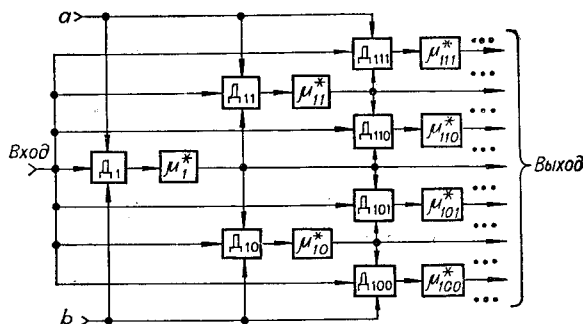 a
Д111 μ*111 ...
...
Д11 μ*11
Д110 μ*110 ...
Вход Д1 μ*1 ... Выход
Д101 μ*101 ...
Д10 μ*10 ...
Д100 μ*100 ...
b